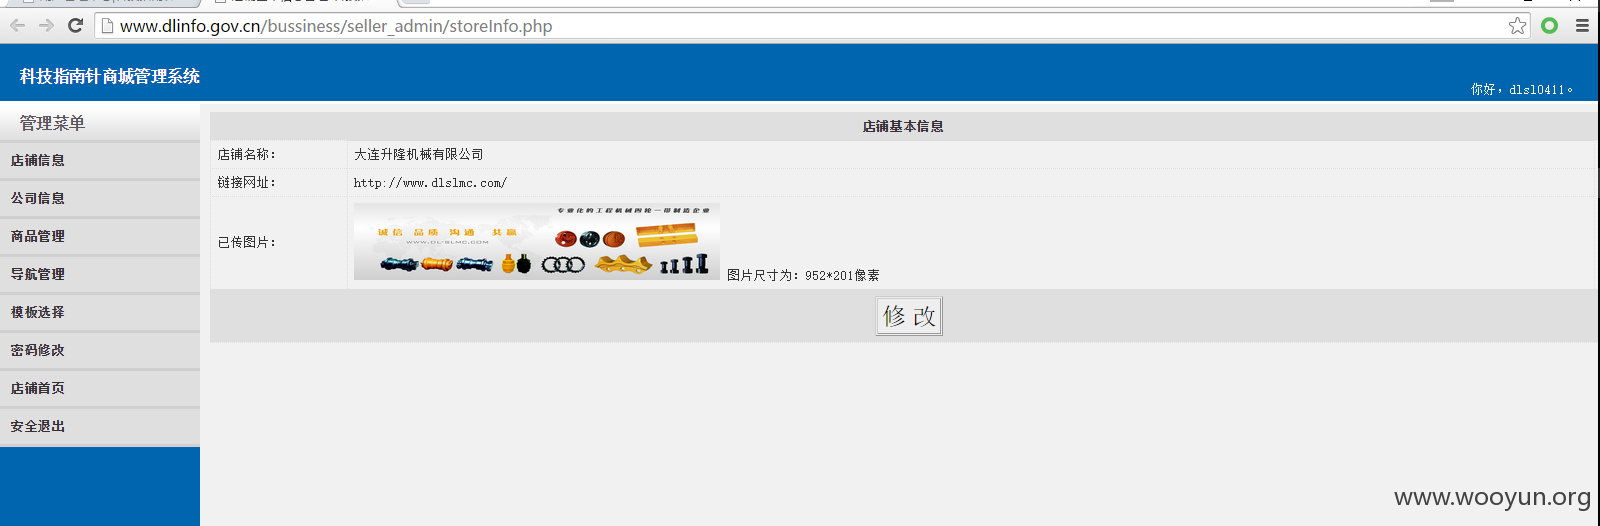 www.dlinfo.gov.cn/bussiness/seller_admin/storeInfo.php
科技指南针商城管理系统
你好，dlsl0411。
管理菜单
店铺信息
公司信息
商品管理
导航管理
模板选择
密码修改
店铺首页
安全退出
店铺基本信息
店铺名称： 大连升隆机械有限公司
链接网址： http://www.dlslmc.com/
已传图片：
专业化的工程机械四轮一带制造企业
诚信 品质 沟通 共赢
WWW.DL-SLMC.COM
图片尺寸为：952*201像素
修 改
www.wooyun.org